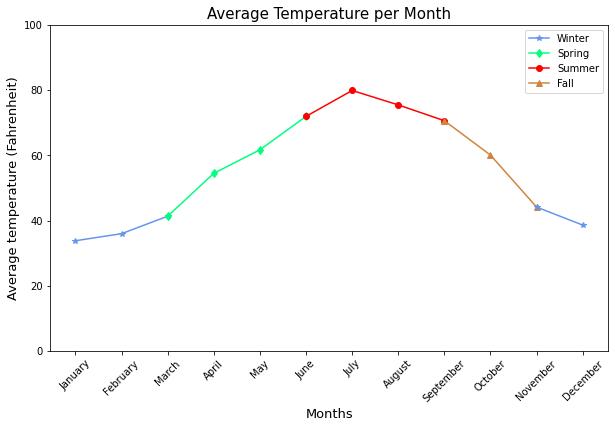 Average Temperature per Month
Average temperature (Fahrenheit)
100
80
60
40
20
0
Winter
Spring
Summer
Fall
January
February
March
April
May
June
July
August
September
October
November
December
Months